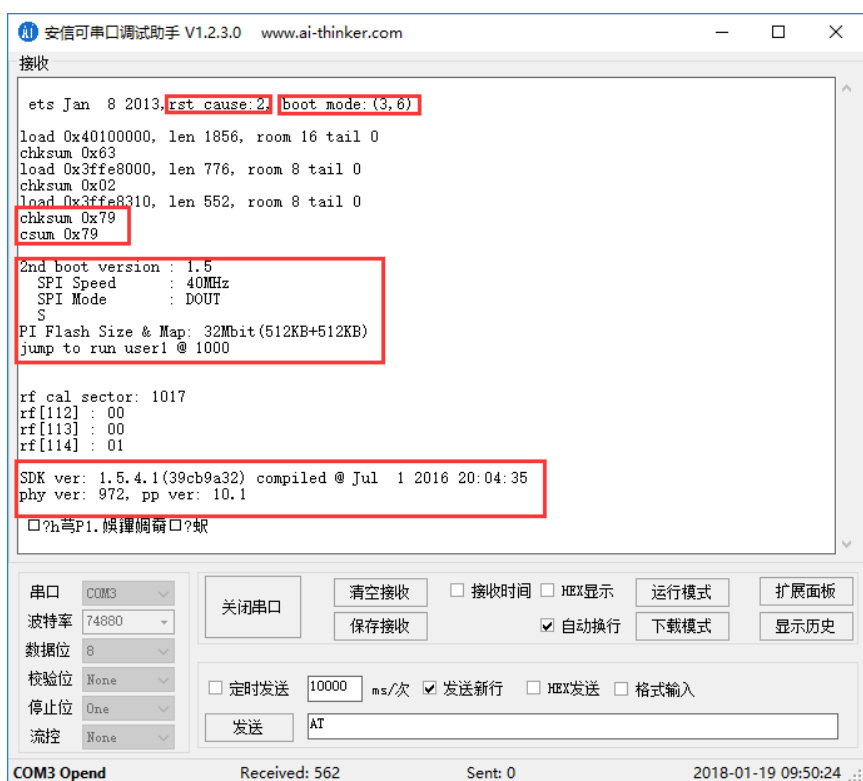 安信可串口调试助手 V1.2.3.0 www.ai-thinker.com
接收
ets Jan 8 2013,rst cause:2, boot mode:(3,6)
load 0x40100000, len 1856, room 16 tail 0
chksum 0x63
load 0x3ffe8000, len 776, room 8 tail 0
chksum 0x02
load 0x3ffe8310, len 552, room 8 tail 0
chksum 0x79
csum 0x79
2nd boot version : 1.5
SPI Speed : 40MHz
SPI Mode : DOUT
S
PI Flash Size & Map: 32Mbit(512KB+512KB)
jump to run user1 @ 1000
rf cal sector: 1017
rf[112] : 00
rf[113] : 00
rf[114] : 01
SDK ver: 1.5.4.1(39cb9a32) compiled @ Jul 1 2016 20:04:35
phy ver: 972, pp ver: 10.1
串口 COM3 关闭串口 清空接收 接收时间 HEX显示 运行模式 扩展面板
波特率 74880 保存接收 自动换行 下载模式 显示历史
数据位 8
校验位 None 定时发送 10000 ms/次 发送新行 HEX发送 格式输入
停止位 One
流控 None 发送 AT
COM3 Opend Received: 562 Sent: 0 2018-01-19 09:50:24